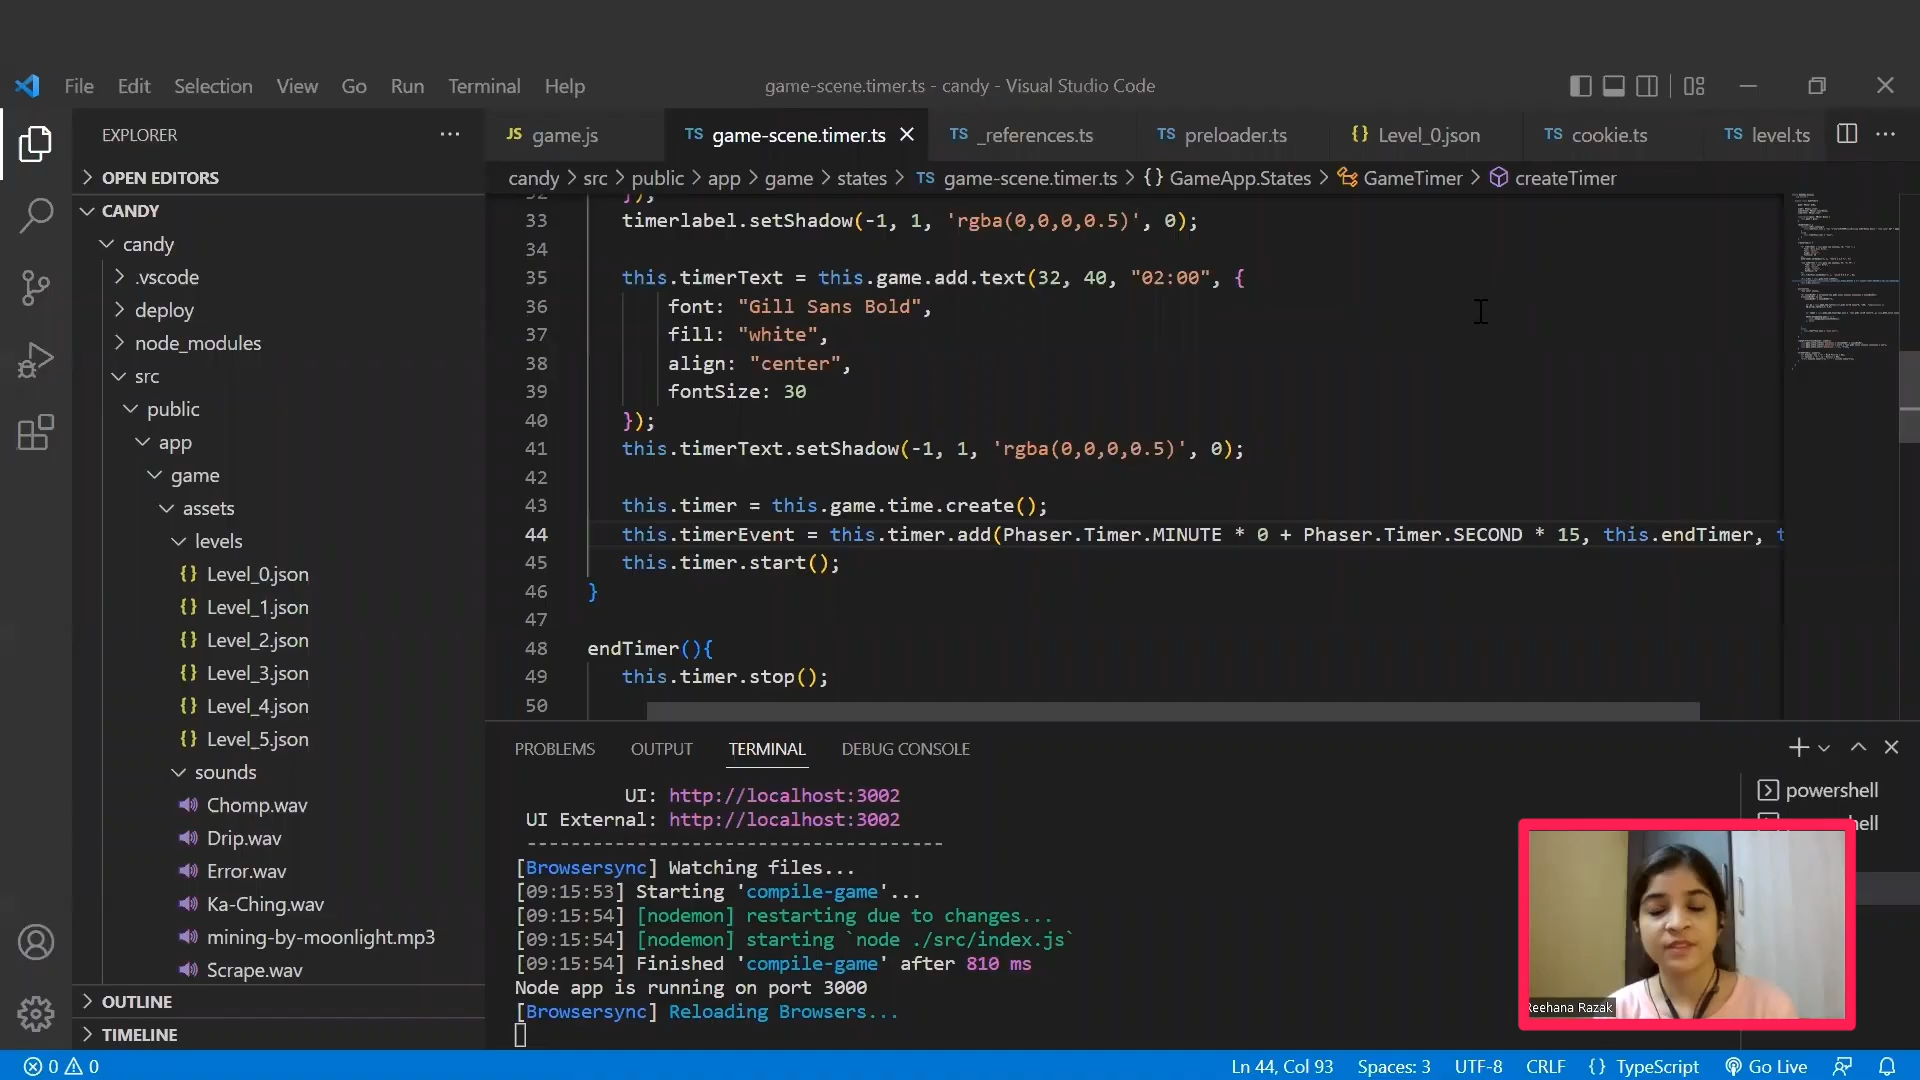 File Edit Selection View Go Run Terminal Help
game-scene.timer.ts - candy - Visual Studio Code
EXPLORER
JS game.js
TS game-scene.timer.ts
TS _references.ts
TS preloader.ts
{} Level_0.json
TS cookie.ts
TS level.ts
OPEN EDITORS
CANDY
candy
.vscode
deploy
node_modules
src
public
app
game
assets
levels
{} Level_0.json
{} Level_1.json
{} Level_2.json
{} Level_3.json
{} Level_4.json
{} Level_5.json
sounds
Chomp.wav
Drip.wav
Error.wav
Ka-Ching.wav
mining-by-moonlight.mp3
Scrape.wav
OUTLINE
TIMELINE
candy > src > public > app > game > states > TS game-scene.timer.ts > {} GameApp.States > GameTimer > createTimer
32 });
33 timerlabel.setShadow(-1, 1, 'rgba(0,0,0,0.5)', 0);
34
35 this.timerText = this.game.add.text(32, 40, "02:00", {
36 font: "Gill Sans Bold",
37 fill: "white",
38 align: "center",
39 fontSize: 30
40 });
41 this.timerText.setShadow(-1, 1, 'rgba(0,0,0,0.5)', 0);
42
43 this.timer = this.game.time.create();
44 this.timerEvent = this.timer.add(Phaser.Timer.MINUTE * 0 + Phaser.Timer.SECOND * 15, this.endTimer, t
45 this.timer.start();
46 }
47
48 endTimer(){
49 this.timer.stop();
50
PROBLEMS OUTPUT TERMINAL DEBUG CONSOLE
UI: http://localhost:3002
UI External: http://localhost:3002
--------------------------------------
[Browsersync] Watching files...
[09:15:53] Starting 'compile-game'...
[09:15:54] [nodemon] restarting due to changes...
[09:15:54] [nodemon] starting `node ./src/index.js`
[09:15:54] Finished 'compile-game' after 810 ms
Node app is running on port 3000
[Browsersync] Reloading Browsers...
powershell
hell
Reehana Razak
0 0
Ln 44, Col 93 Spaces: 3 UTF-8 CRLF {} TypeScript Go Live